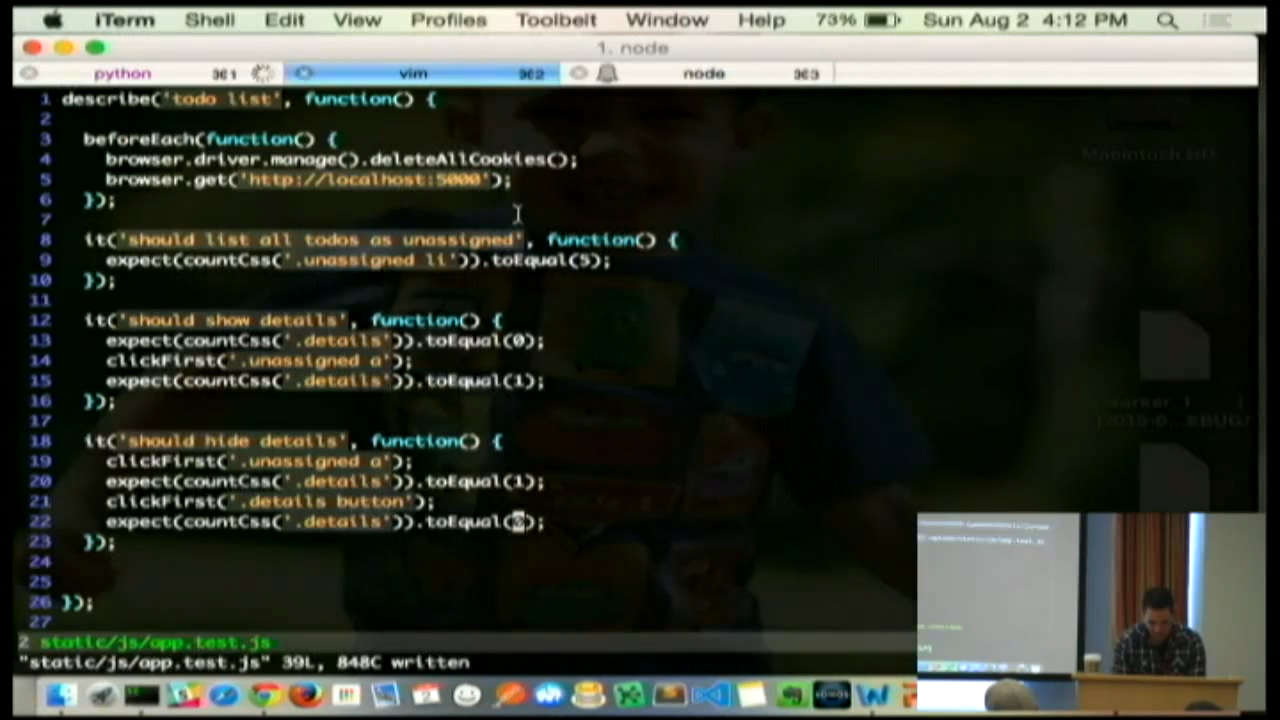 iTerm Shell Edit View Profiles Toolbelt Window Help 73% Sun Aug 2 4:12 PM
1. node
python ⌘1 vim ⌘2 node ⌘3
1 describe('todo list', function() {
2
3 beforeEach(function() {
4 browser.driver.manage().deleteAllCookies();
5 browser.get('http://localhost:5000');
6 });
7
8 it('should list all todos as unassigned', function() {
9 expect(countCss('.unassigned li')).toEqual(5);
10 });
11
12 it('should show details', function() {
13 expect(countCss('.details')).toEqual(0);
14 clickFirst('.unassigned a');
15 expect(countCss('.details')).toEqual(1);
16 });
17
18 it('should hide details', function() {
19 clickFirst('.unassigned a');
20 expect(countCss('.details')).toEqual(1);
21 clickFirst('.details button');
22 expect(countCss('.details')).toEqual(0);
23 });
24
25
26 });
27
2 static/js/app.test.js
"static/js/app.test.js" 39L, 848C written
Macintosh HD
SONOS